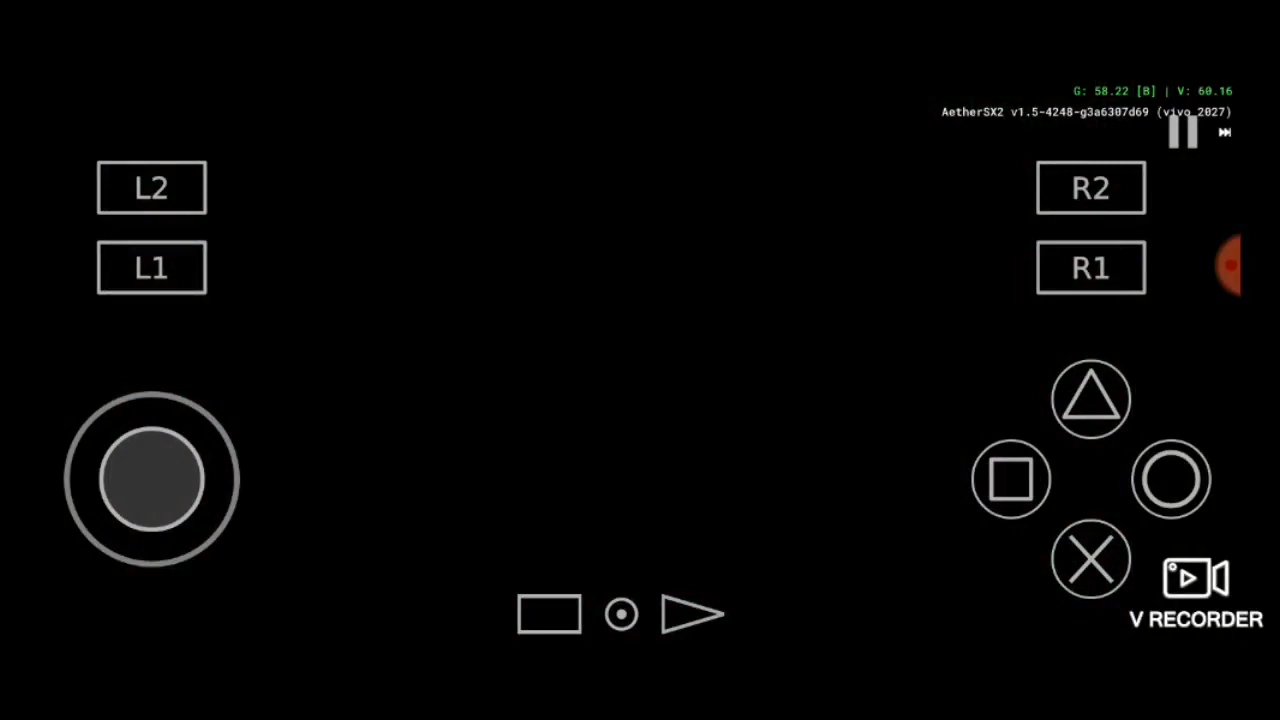 G: 58.22 [B] | V: 60.16
AetherSX2 v1.5-4248-g3a6307d69 (vivo 2027)
L2
R2
L1
R1
V RECORDER